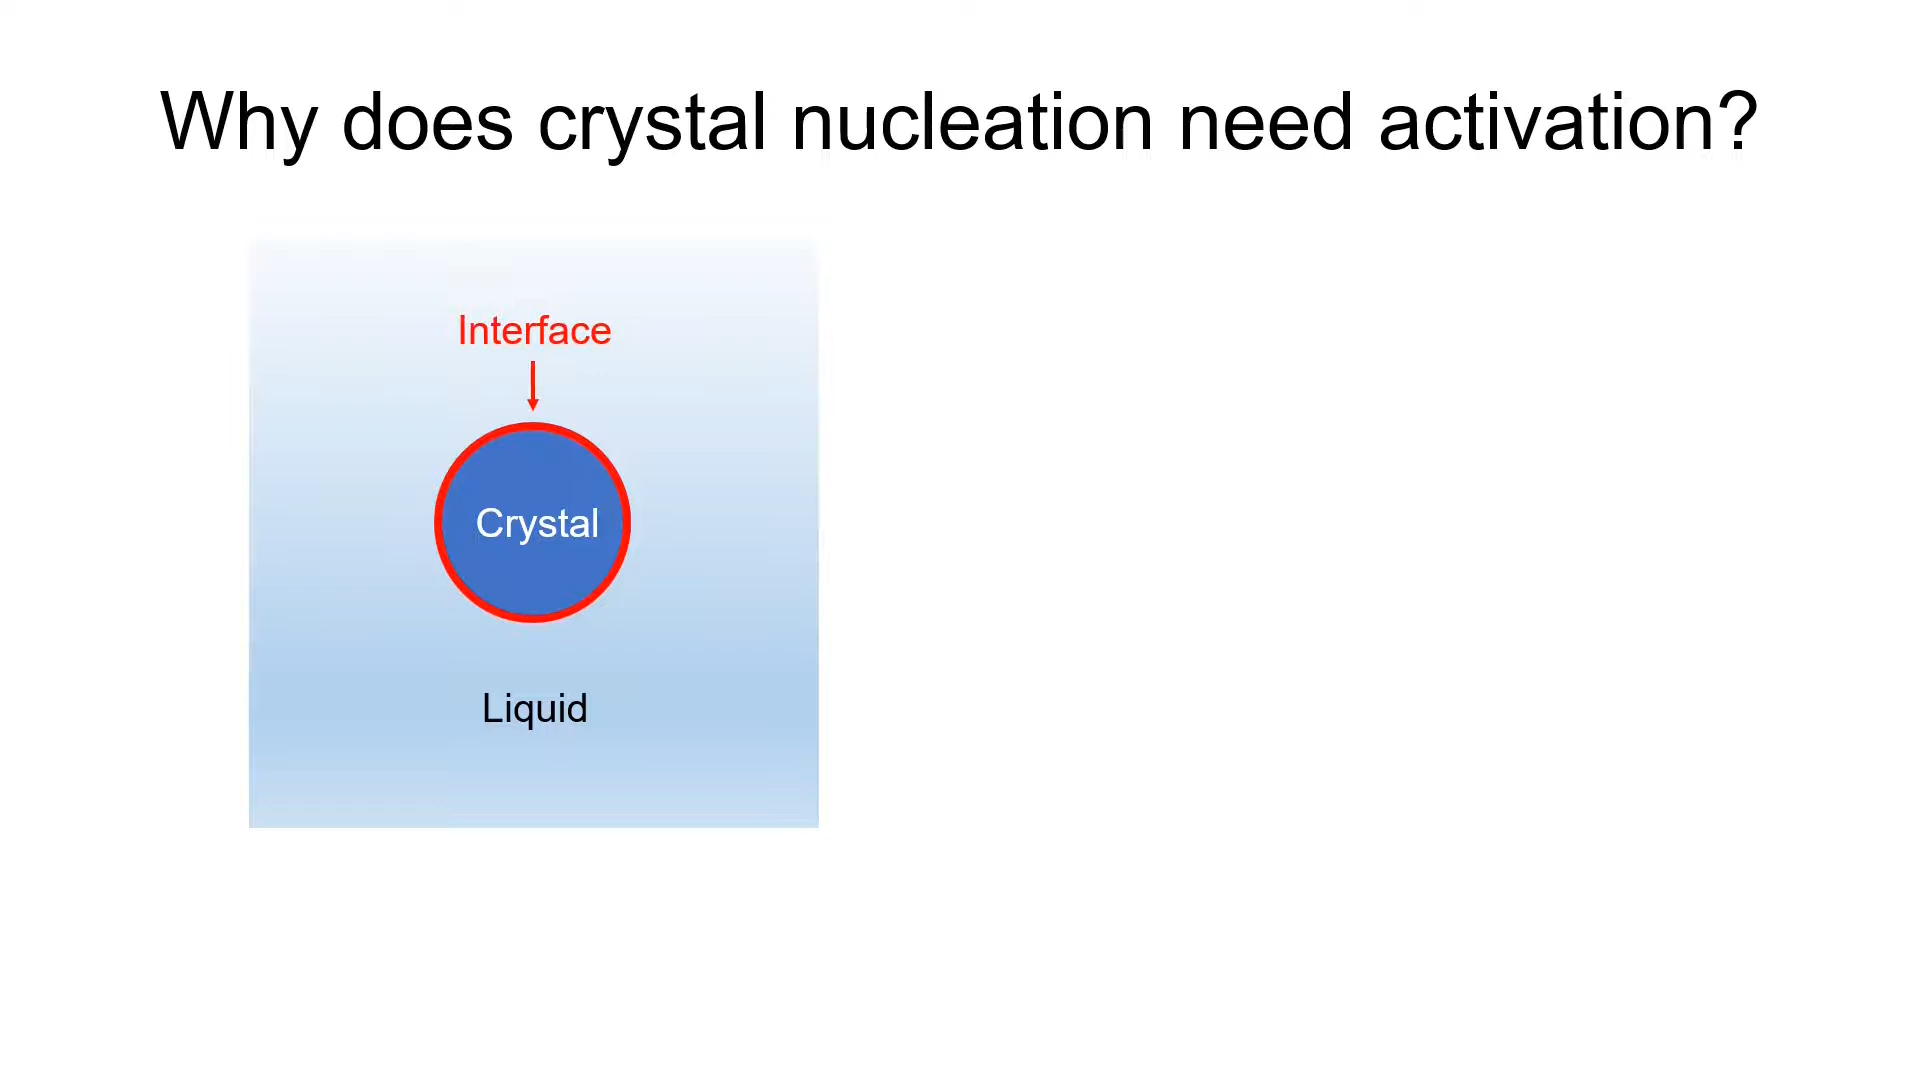 Why does crystal nucleation need activation?
Interface
Crystal
Liquid